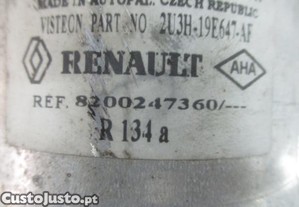 MADE IN AUTOPAL. CZECH REPUBLIC
VISTEON PART NO 2U3H-19E647-AF
RENAULT
AHA
REF. 8200247360/---
R 134 a
CustoJusto.pt